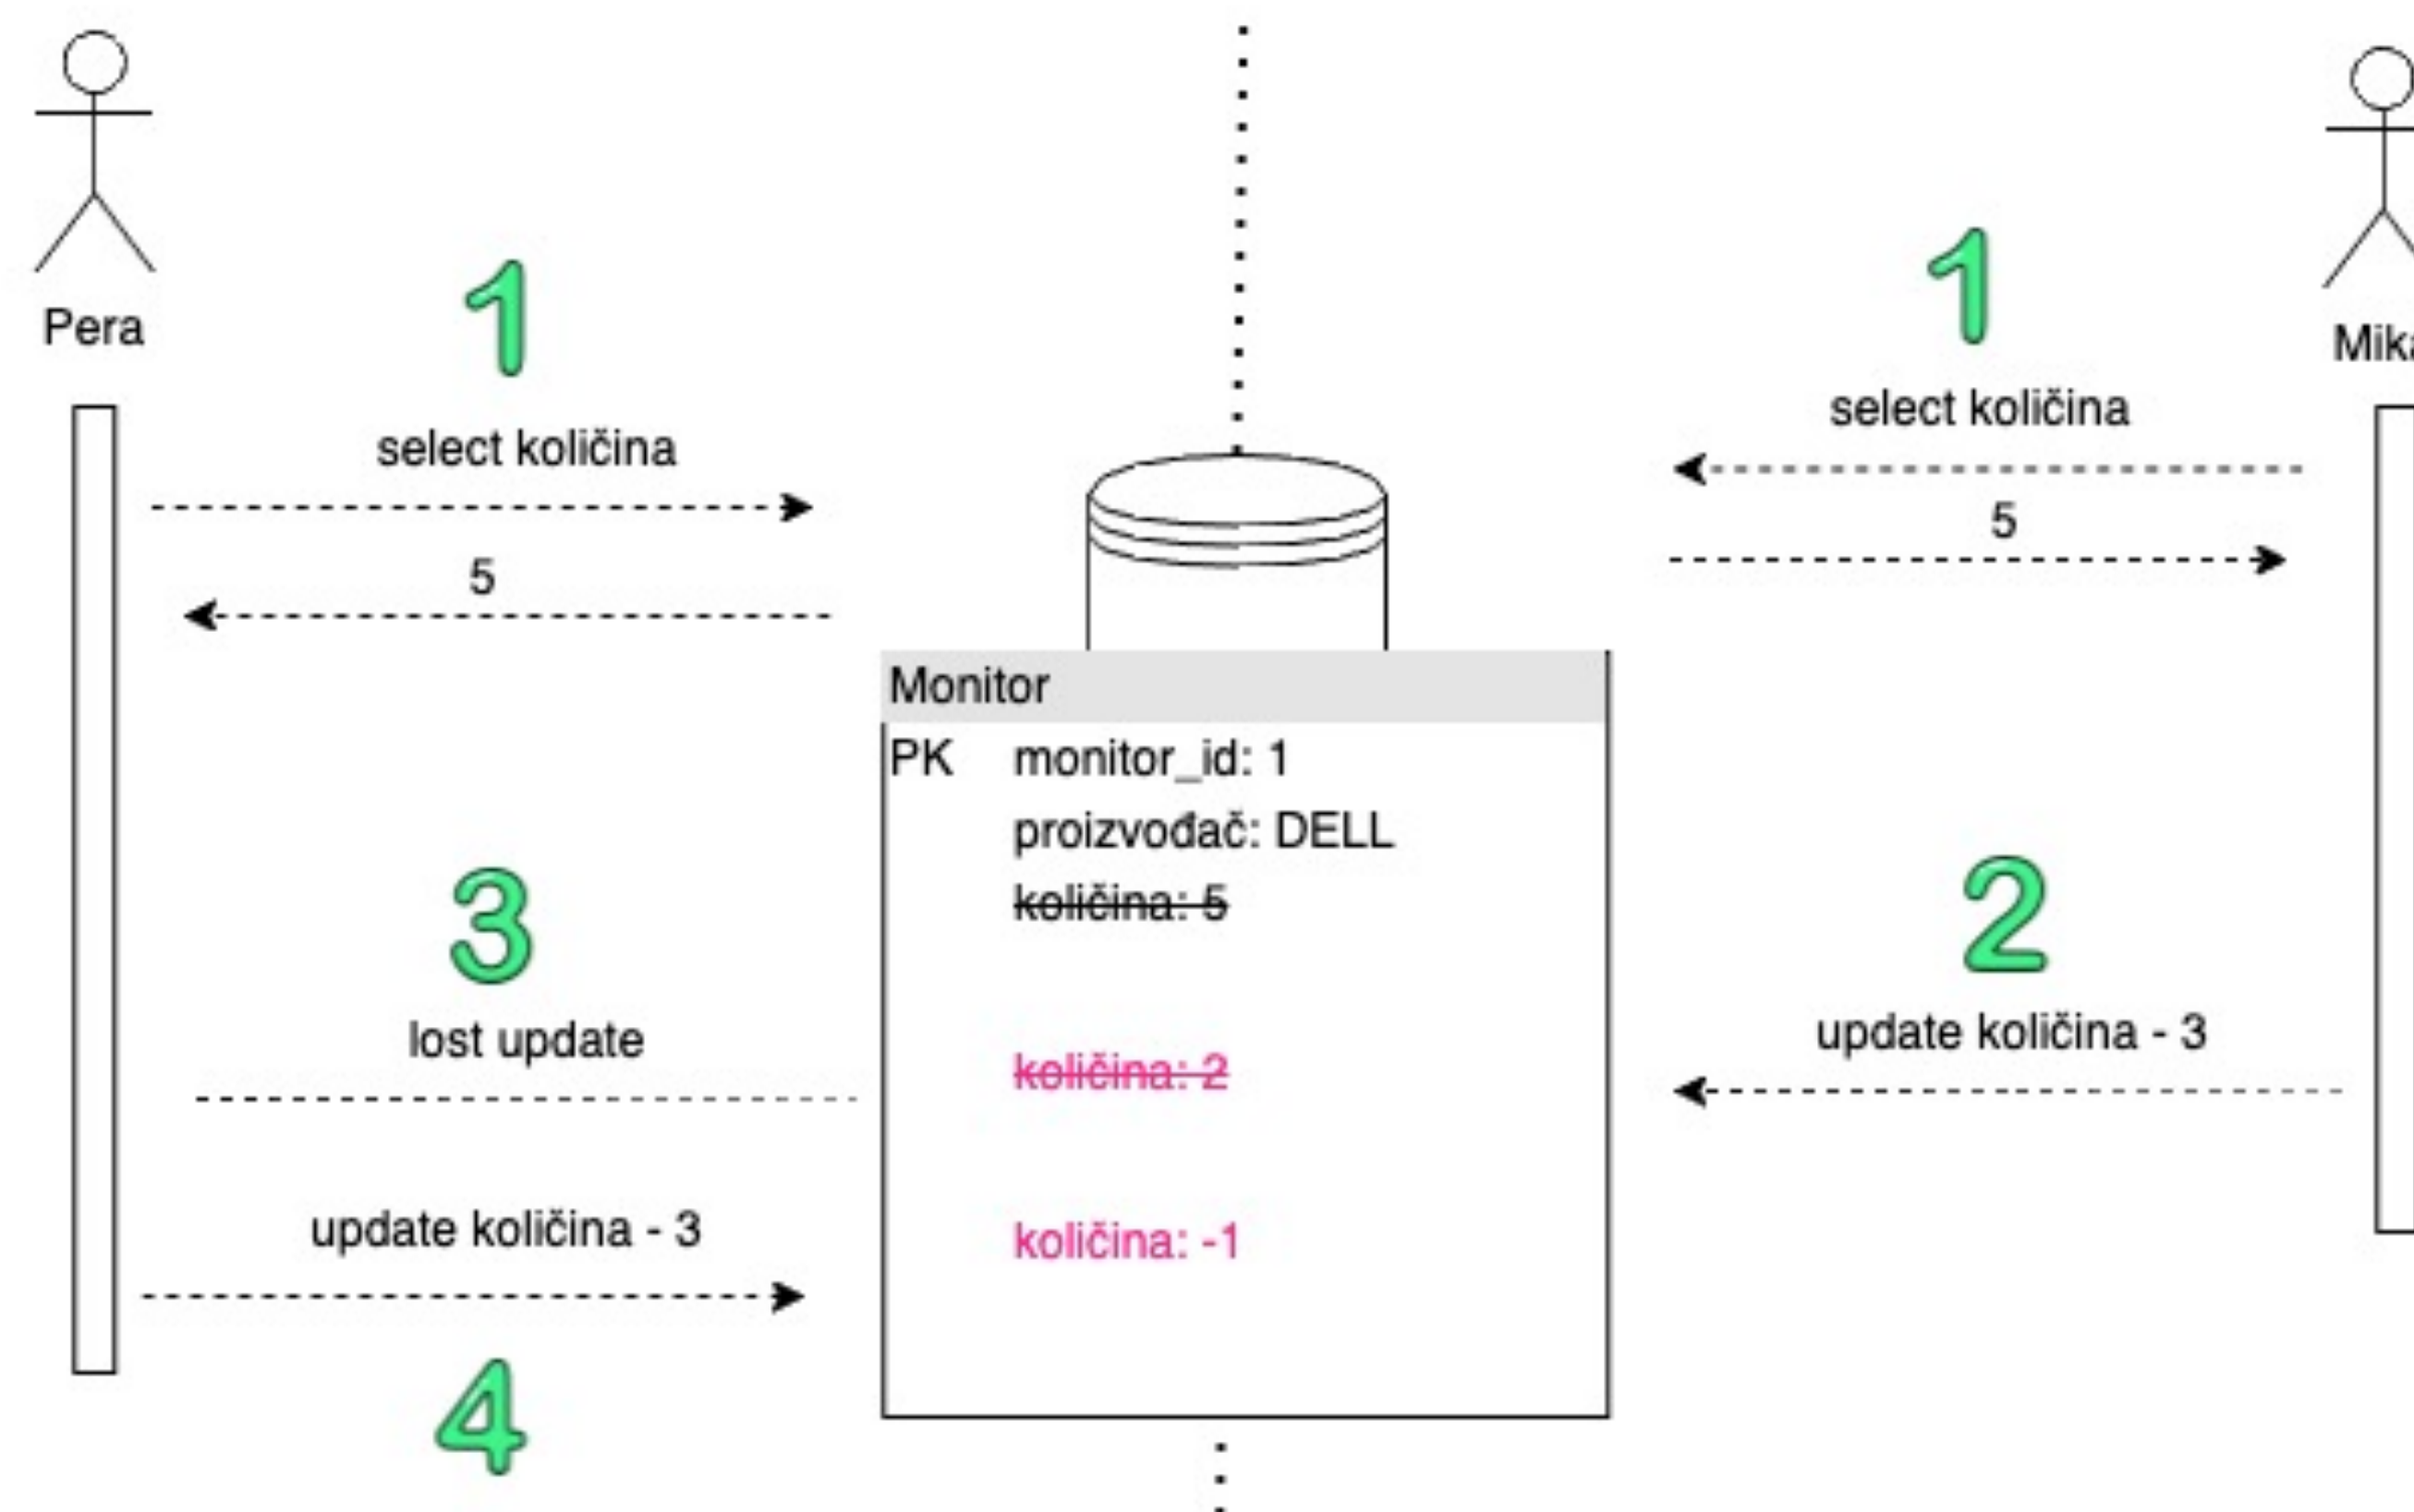 Pera
1
select količina
5
3
lost update
update količina - 3
4
Monitor
PK monitor_id: 1
proizvođač: DELL
količina: 5
količina: 2
količina: -1
1
Mika
select količina
5
2
update količina - 3